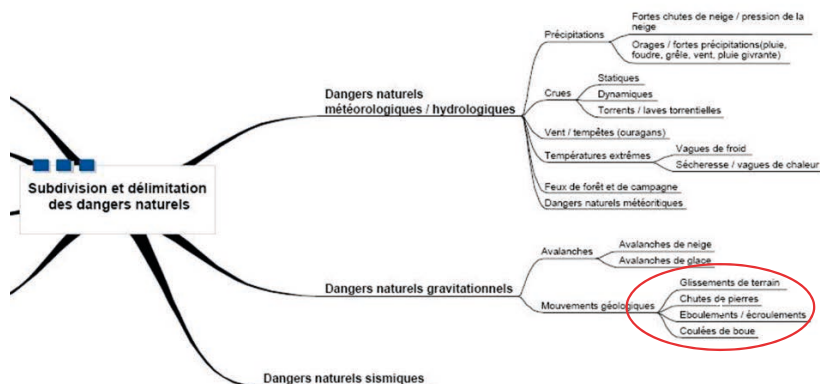 Subdivision et délimitation
des dangers naturels
Dangers naturels
météorologiques / hydrologiques
Précipitations
Fortes chutes de neige / pression de la
neige
Orages / fortes précipitations(pluie,
foudre, grêle, vent, pluie givrante)
Crues
Statiques
Dynamiques
Torrents / laves torrentielles
Vent / tempêtes (ouragans)
Températures extrêmes
Vagues de froid
Sécheresse / vagues de chaleur
Feux de forêt et de campagne
Dangers naturels météoritiques
Dangers naturels gravitationnels
Avalanches
Avalanches de neige
Avalanches de glace
Mouvements géologiques
Glissements de terrain
Chutes de pierres
Eboulements / écroulements
Coulées de boue
Dangers naturels sismiques